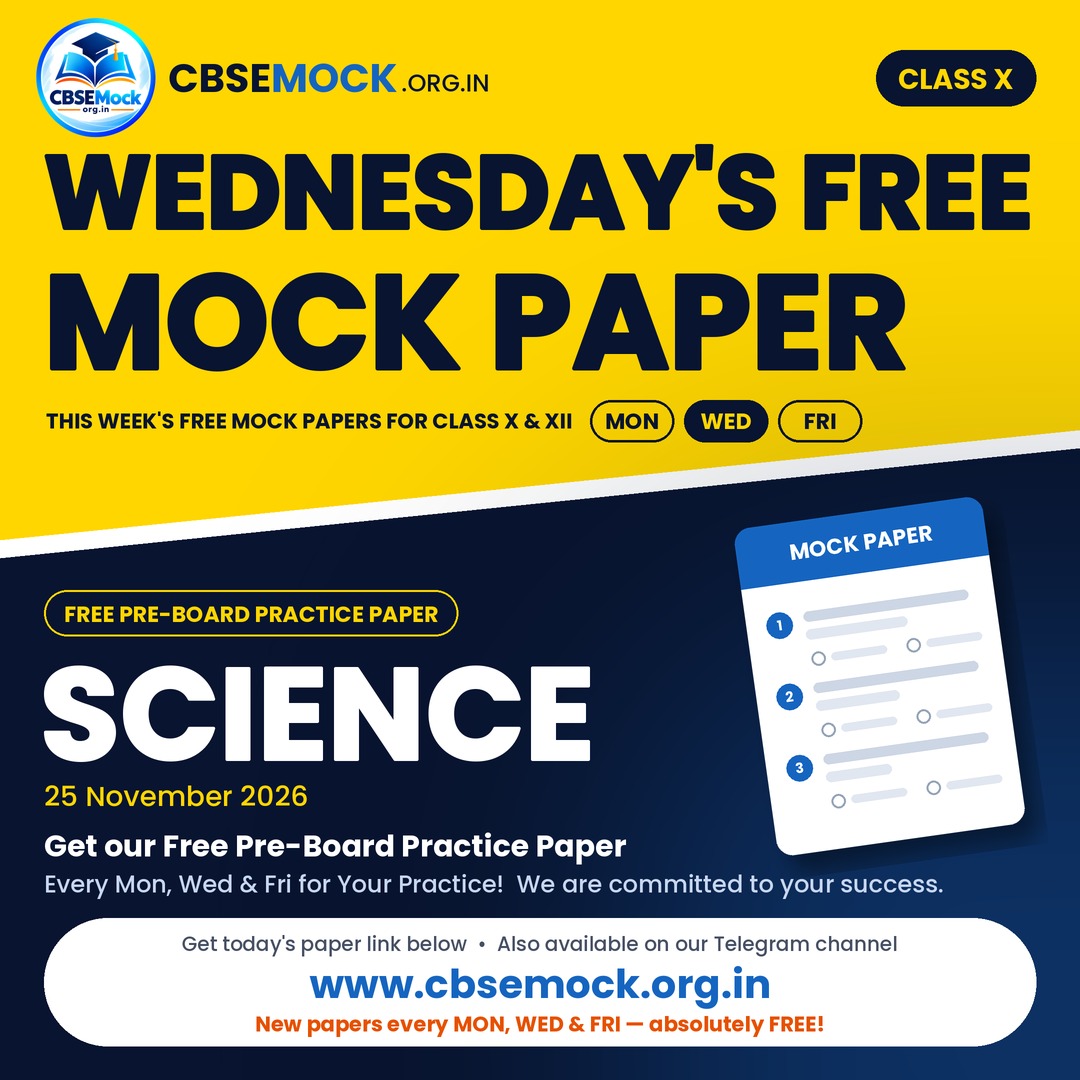 CBSEMock
org.in
CBSEMOCK.ORG.IN
CLASS X
WEDNESDAY'S FREE
MOCK PAPER
THIS WEEK'S FREE MOCK PAPERS FOR CLASS X & XII MON WED FRI
MOCK PAPER
1
2
3
FREE PRE-BOARD PRACTICE PAPER
SCIENCE
25 November 2026
Get our Free Pre-Board Practice Paper
Every Mon, Wed & Fri for Your Practice! We are committed to your success.
Get today's paper link below • Also available on our Telegram channel
www.cbsemock.org.in
New papers every MON, WED & FRI — absolutely FREE!